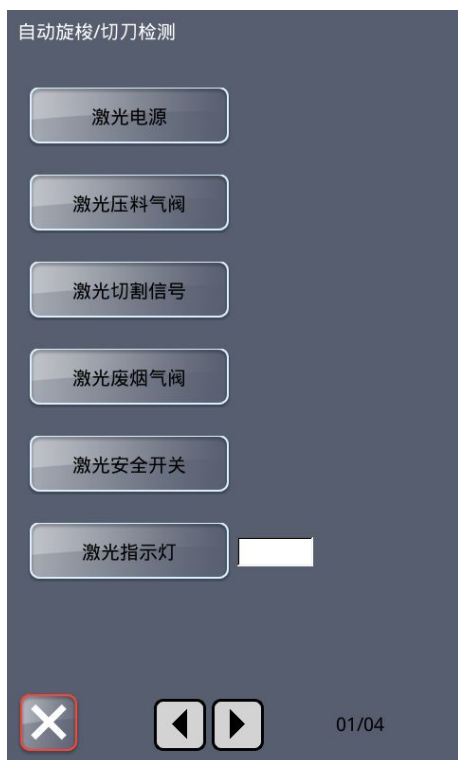 自动旋梭/切刀检测
激光电源
激光压料气阀
激光切割信号
激光废烟气阀
激光安全开关
激光指示灯
01/04